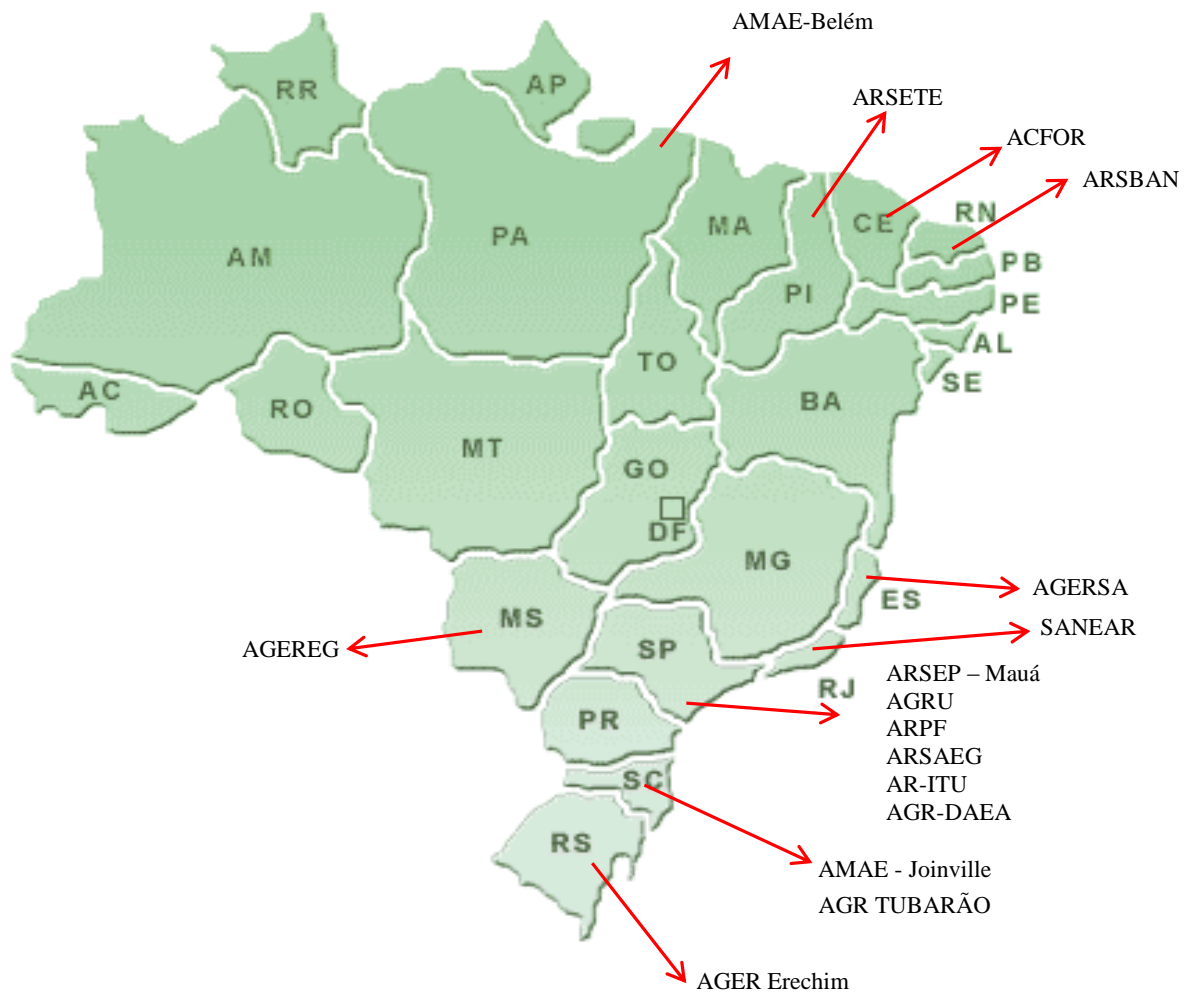 AMAE-Belém
AP
RR
ARSETE
ACFOR
ARSBAN
RN
CE
MA
PA
AM
PB
PI
PE
AL
TO
SE
AC
RO
BA
MT
GO
DF
MG
AGERSA
ES
MS
SANEAR
AGEREG
SP
ARSEP – Mauá
RJ
AGRU
PR
ARPF
ARSAEG
SC
AR-ITU
AGR-DAEA
RS
AMAE - Joinville
AGR TUBARÃO
AGER Erechim